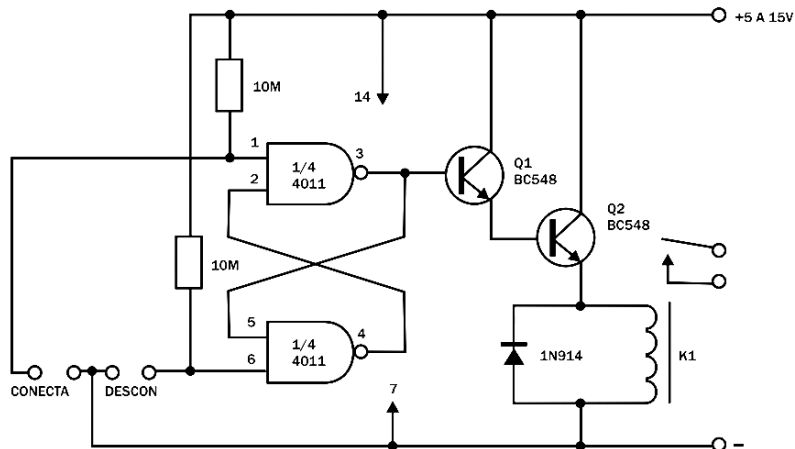 +5 A 15V
10M
14
1
3
1/4
4011
2
Q1
BC548
Q2
BC548
10M
5
4
1/4
4011
6
1N914
K1
CONECTA
DESCON
7
–